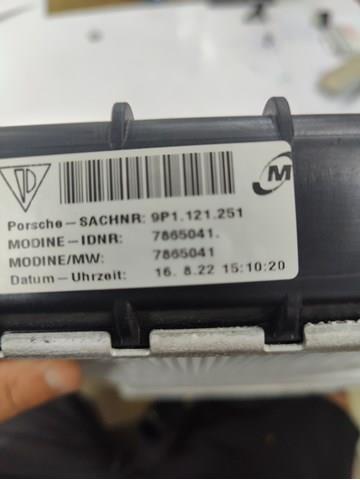 Porsche - SACHNR: 9P1.121.251
MODINE - IDNR: 7865041.
MODINE/MW: 7865041
Datum - Uhrzeit: 16. 8.22 15:10:20